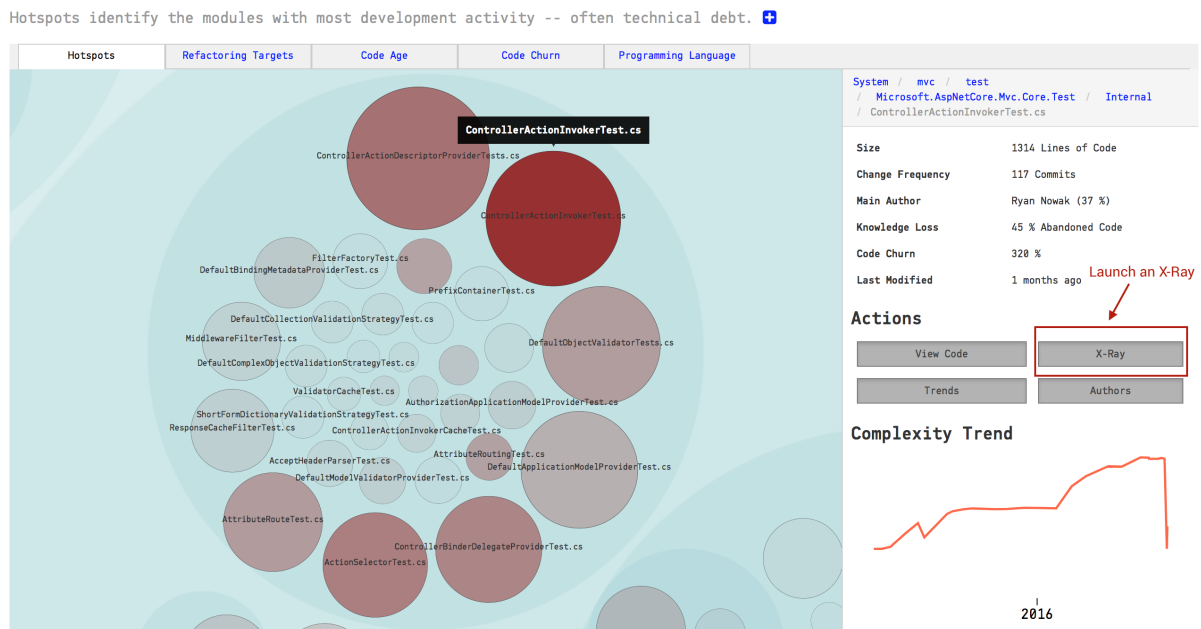 Hotspots identify the modules with most development activity -- often technical debt.
Hotspots Refactoring Targets Code Age Code Churn Programming Language
ControllerActionInvokerTest.cs
ControllerActionDescriptorProviderTests.cs
ControllerActionInvokerTest.cs
FilterFactoryTest.cs
DefaultBindingMetadataProviderTest.cs
PrefixContainerTest.cs
DefaultCollectionValidationStrategyTest.cs
MiddlewareFilterTest.cs
DefaultObjectValidatorTests.cs
DefaultComplexObjectValidationStrategyTest.cs
ValidatorCacheTest.cs
AuthorizationApplicationModelProviderTest.cs
ShortFormDictionaryValidationStrategyTest.cs
ResponseCacheFilterTest.cs
ControllerActionInvokerCacheTest.cs
AttributeRoutingTest.cs
AcceptHeaderParserTest.cs
DefaultApplicationModelProviderTest.cs
DefaultModelValidatorProviderTest.cs
AttributeRouteTest.cs
ControllerBinderDelegateProviderTest.cs
ActionSelectorTest.cs
System / mvc / test
/ Microsoft.AspNetCore.Mvc.Core.Test / Internal
/ ControllerActionInvokerTest.cs
Size 1314 Lines of Code
Change Frequency 117 Commits
Main Author Ryan Nowak (37 %)
Knowledge Loss 45 % Abandoned Code
Code Churn 320 %
Last Modified 1 months ago
Launch an X-Ray
Actions
View Code X-Ray
Trends Authors
Complexity Trend
2016